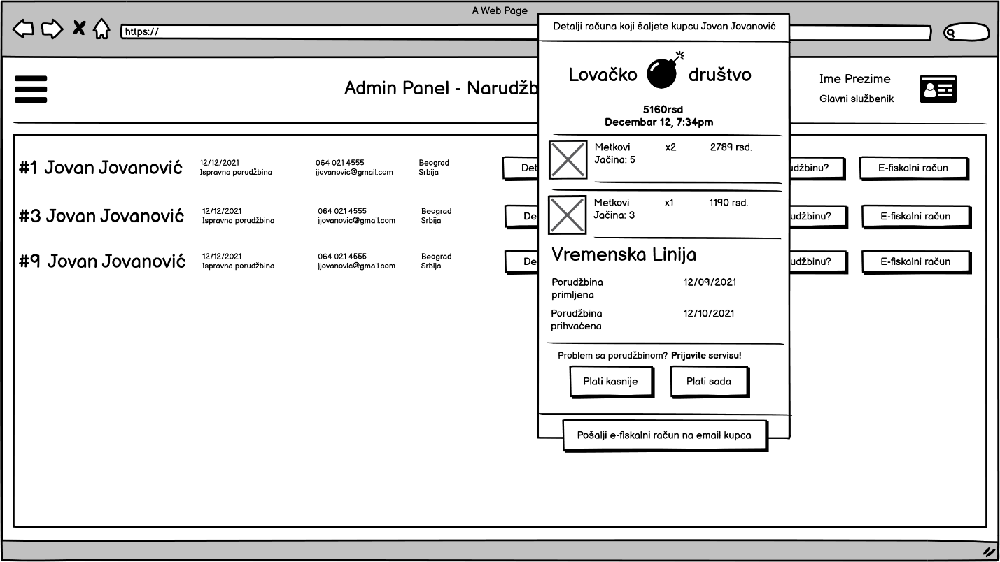 A Web Page
https://
Admin Panel - Narudžb
Ime Prezime
Glavni službenik
#1 Jovan Jovanović
12/12/2021
Ispravna porudžbina
064 021 4555
jjovanovic@gmail.com
Beograd
Srbija
Det
udžbinu?
E-fiskalni račun
#3 Jovan Jovanović
12/12/2021
Ispravna porudžbina
064 021 4555
jjovanovic@gmail.com
Beograd
Srbija
De
udžbinu?
E-fiskalni račun
#9 Jovan Jovanović
12/12/2021
Ispravna porudžbina
064 021 4555
jjovanovic@gmail.com
Beograd
Srbija
Det
udžbinu?
E-fiskalni račun
Detalji računa koji šaljete kupcu Jovan Jovanović
Lovačko društvo
5160rsd
Decembar 12, 7:34pm
Metkovi x2 2789 rsd.
Jačina: 5
Metkovi x1 1190 rsd.
Jačina: 3
Vremenska Linija
Porudžbina 12/09/2021
primljena
Porudžbina 12/10/2021
prihvaćena
Problem sa porudžbinom? Prijavite servisu!
Plati kasnije Plati sada
Pošalji e-fiskalni račun na email kupca